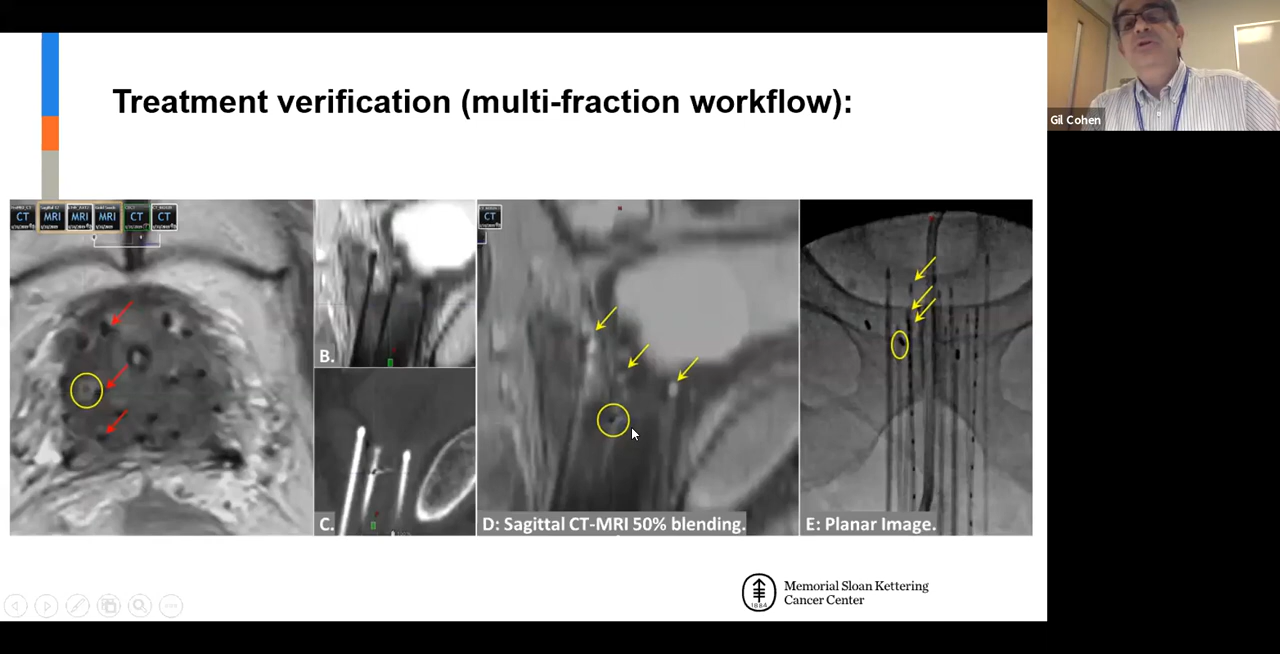 Treatment verification (multi-fraction workflow):
Gil Cohen
CT MRI MRI MRI CT CT
CT
B.
C.
D: Sagittal CT-MRI 50% blending.
E: Planar Image.
1884
Memorial Sloan Kettering
Cancer Center